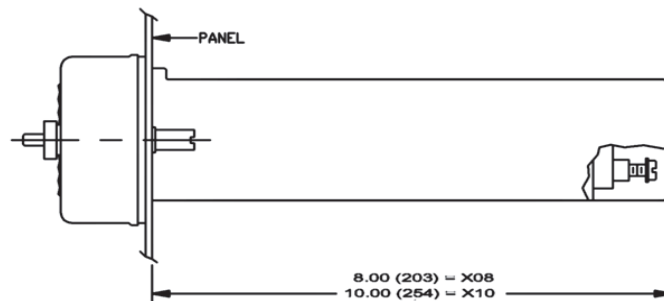 PANEL
8.00 (203) = X08
10.00 (254) = X10